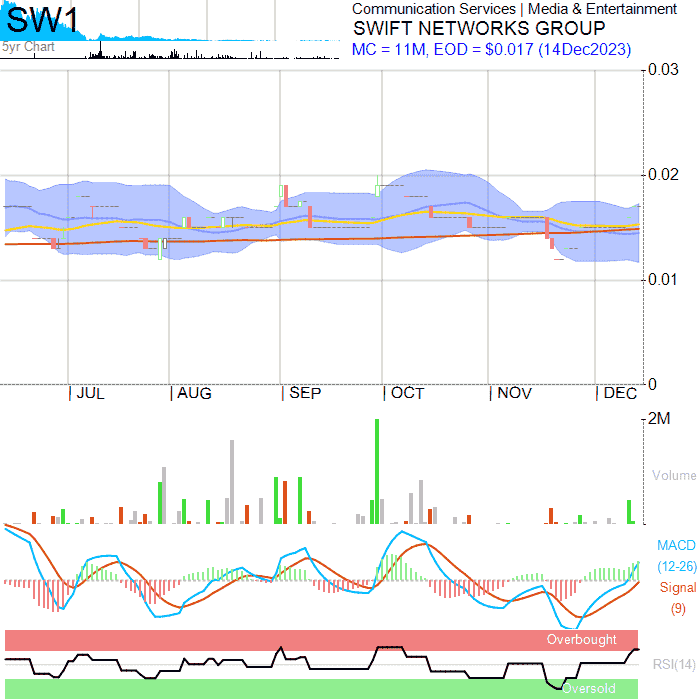 SW1
5yr Chart
Communication Services | Media & Entertainment
SWIFT NETWORKS GROUP
MC = 11M, EOD = $0.017 (14Dec2023)
0.03
0.02
0.01
0
JUL AUG SEP OCT NOV DEC
2M
Volume
MACD
(12-26)
Signal
(9)
Overbought
RSI(14)
Oversold